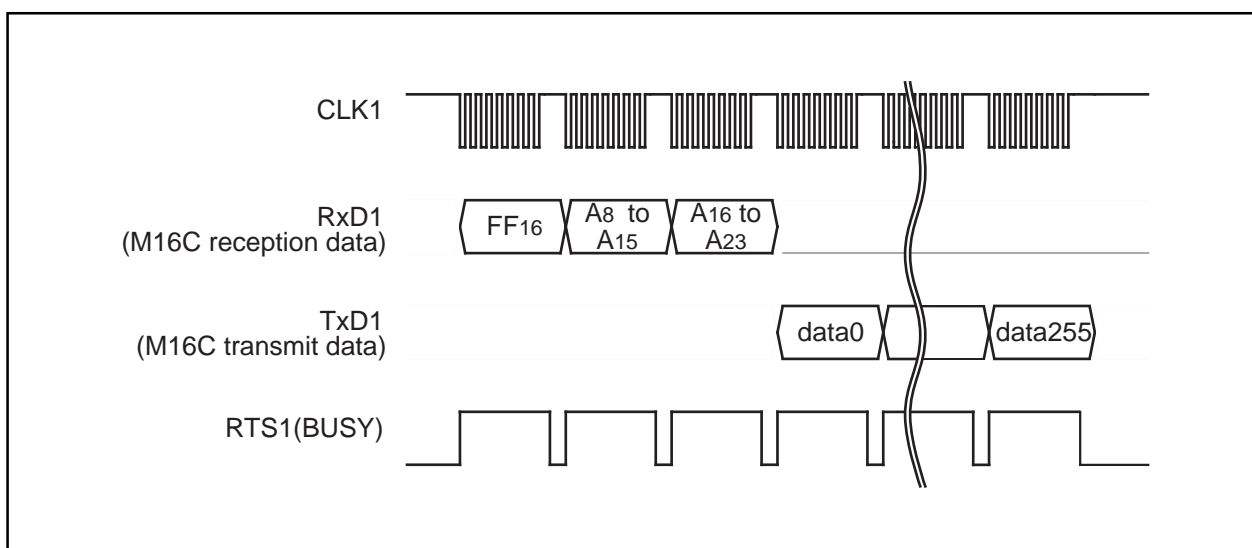 CLK1
RxD1
(M16C reception data)
FF16
A8 to
A15
A16 to
A23
TxD1
(M16C transmit data)
data0
data255
RTS1(BUSY)